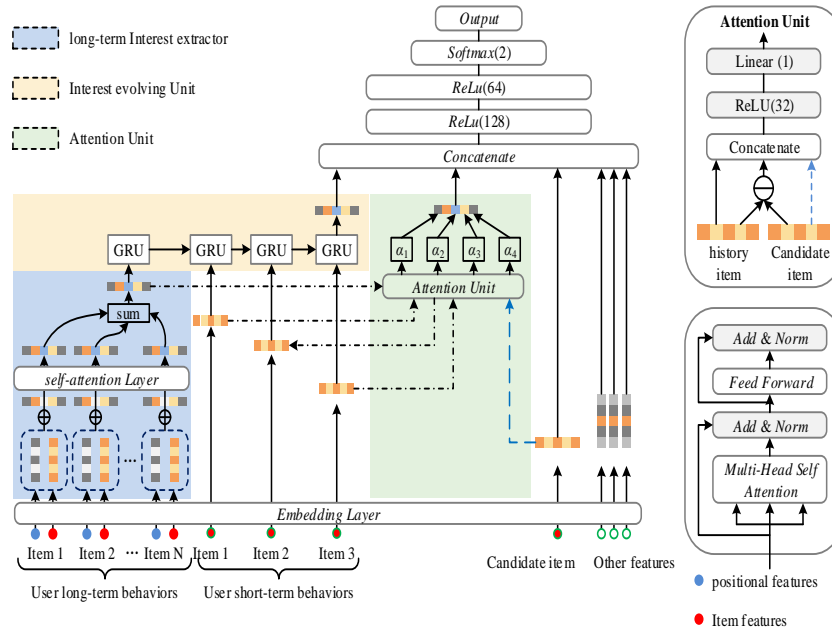 Output
Softmax(2)
ReLu(64)
ReLu(128)
Concatenate
long-term Interest extractor
Interest evolving Unit
Attention Unit
GRU GRU GRU GRU
α1 α2 α3 α4
Attention Unit
sum
self-attention Layer
...
Embedding Layer
Item 1 Item 2 ... Item N Item 1 Item 2 Item 3 Candidate item Other features
User long-term behaviors User short-term behaviors
Attention Unit
Linear (1)
ReLU(32)
Concatenate
history
item
Candidate
item
Add & Norm
Feed Forward
Add & Norm
Multi-Head Self
Attention
positional features
Item features